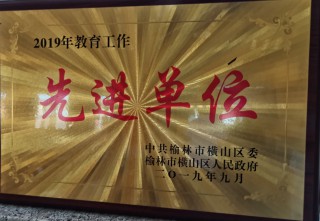 2019年教育工作
先进单位
中共榆林市横山区委
榆林市横山区人民政府
二〇一九年九月